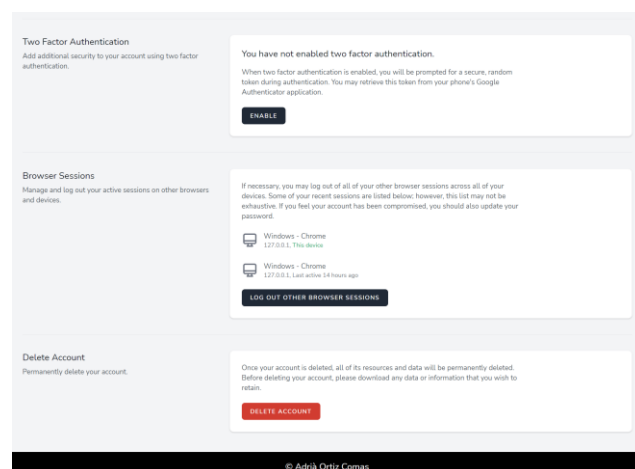 Two Factor Authentication
Add additional security to your account using two factor
authentication.
You have not enabled two factor authentication.
When two factor authentication is enabled, you will be prompted for a secure, random
token during authentication. You may retrieve this token from your phone's Google
Authenticator application.
ENABLE
Browser Sessions
Manage and log out your active sessions on other browsers
and devices.
If necessary, you may log out of all of your other browser sessions across all of your
devices. Some of your recent sessions are listed below; however, this list may not be
exhaustive. If you feel your account has been compromised, you should also update your
password.
Windows - Chrome
127.0.0.1, This device
Windows - Chrome
127.0.0.1, Last active 14 hours ago
LOG OUT OTHER BROWSER SESSIONS
Delete Account
Permanently delete your account.
Once your account is deleted, all of its resources and data will be permanently deleted.
Before deleting your account, please download any data or information that you wish to
retain.
DELETE ACCOUNT
© Adrià Ortiz Comas